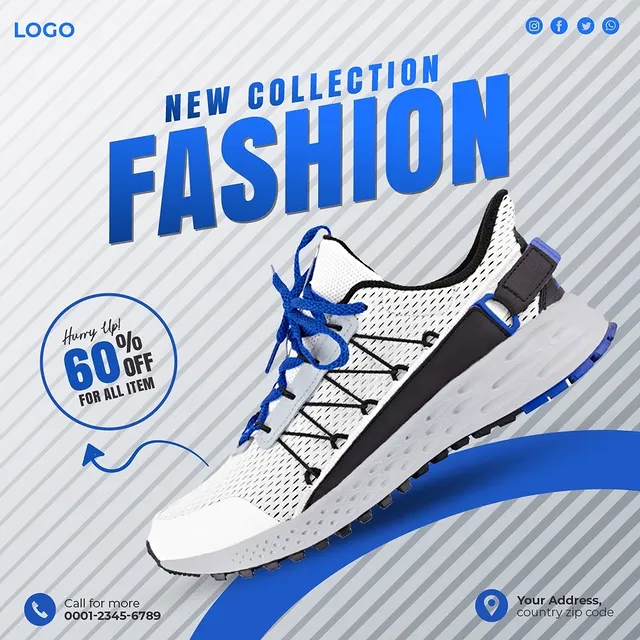 LOGO
NEW COLLECTION
FASHION
Hurry Up!
60% OFF
FOR ALL ITEM
Call for more
0001-2345-6789
Your Address,
country zip code